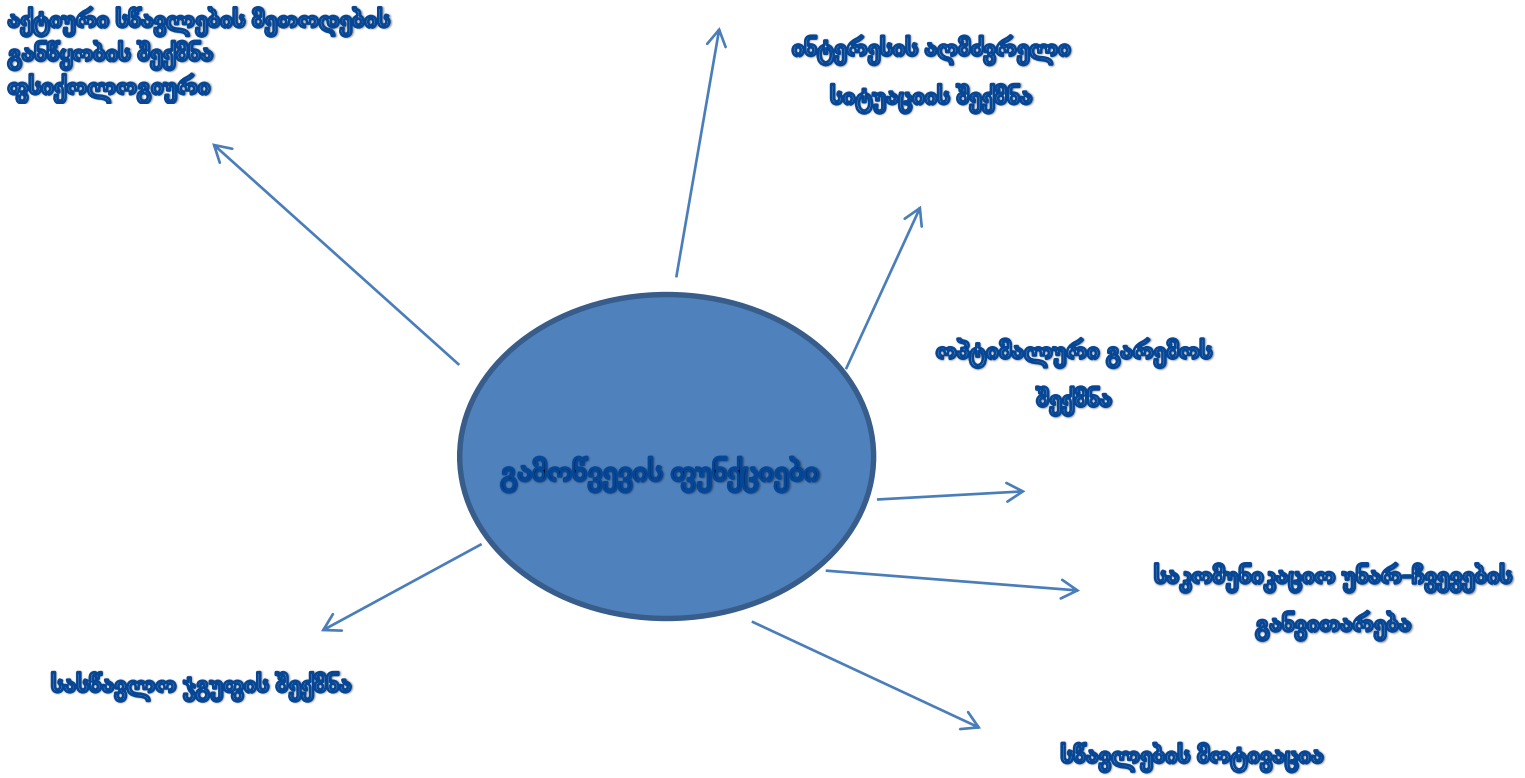 აქტიური სწავლების მეთოდების
განწყობის შექმნა
ფსიქოლოგიური
ინტერესის აღმძვრელი
სიტუაციის შექმნა
ოპტიმალური გარემოს
შექმნა
გამოწვევის ფუნქციები
საკომუნიკაციო უნარ-ჩვევების
განვითარება
სასწავლო ჯგუფის შექმნა
სწავლების მოტივაცია